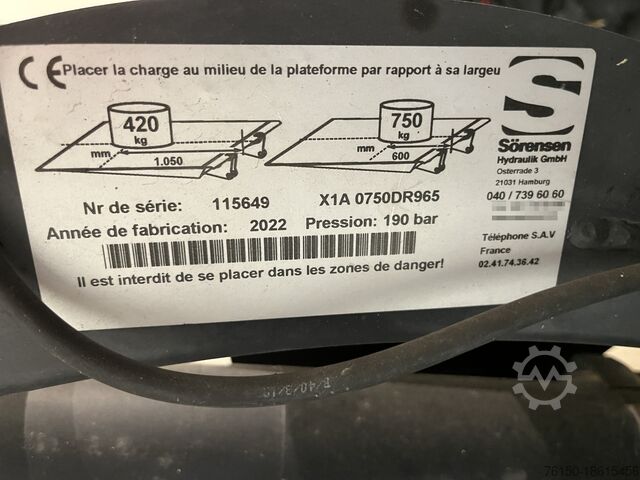 CE Placer la charge au milieu de la plateforme par rapport à sa largeu
420 kg
mm
1.050
750 kg
mm
600
S
Sörensen
Hydraulik GmbH
Osterrade 3
21031 Hamburg
040 / 739 60 60
Nr de série: 115649 X1A 0750DR965
Année de fabrication: 2022 Pression: 190 bar
Téléphone S.A.V
France
02.41.74.36.42
Il est interdit de se placer dans les zones de danger!
76150-18615459